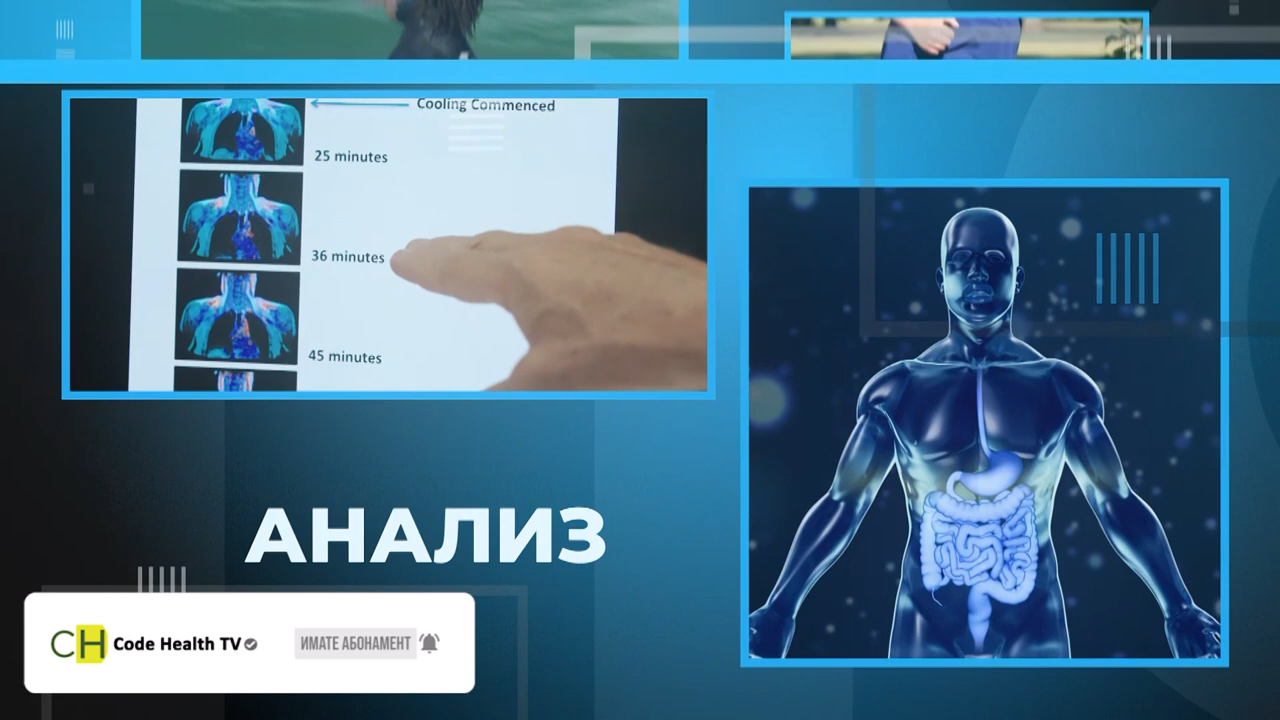 Cooling Commenced
25 minutes
36 minutes
45 minutes
АНАЛИЗ
CH Code Health TV
ИМАТЕ АБОНАМЕНТ